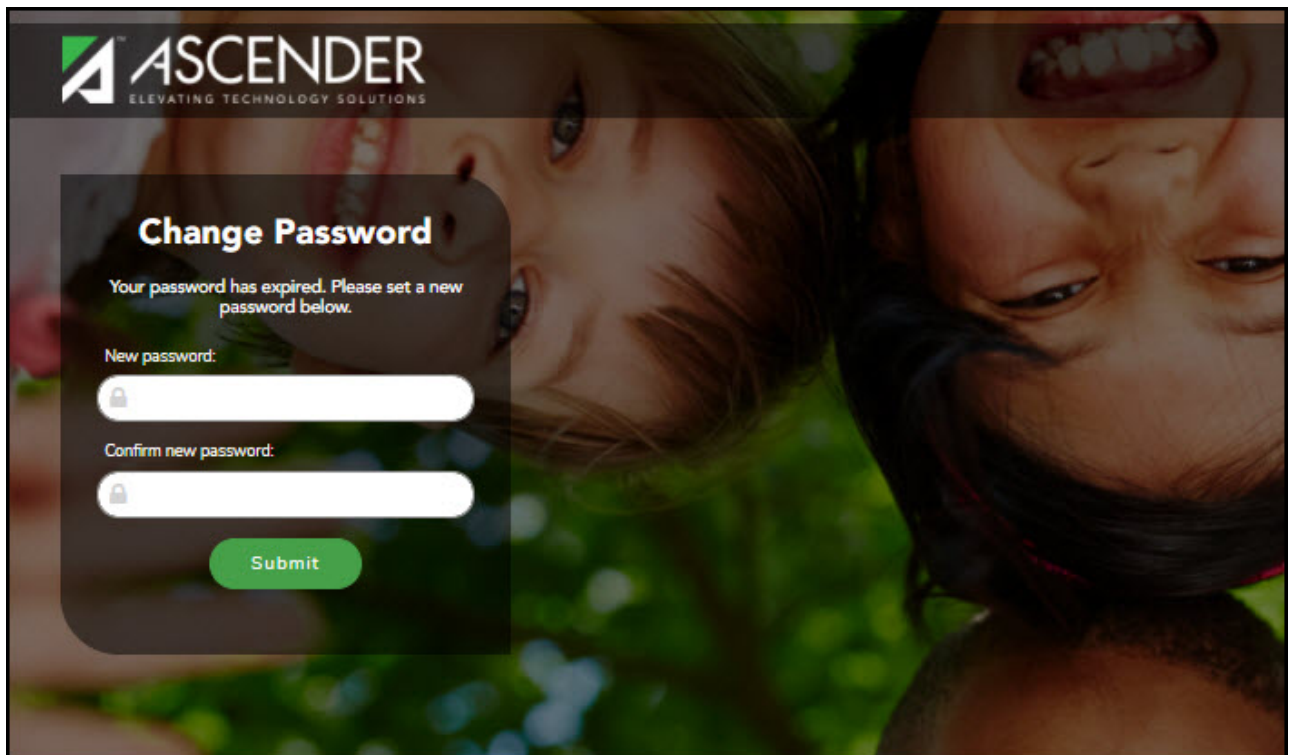 ASCENDER
ELEVATING TECHNOLOGY SOLUTIONS
Change Password
Your password has expired. Please set a new
password below.
New password:
Confirm new password:
Submit